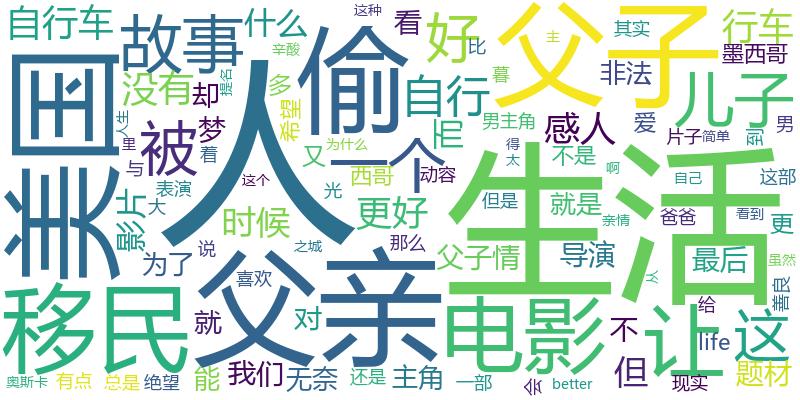 自行车
故事
什么
辛酸
这种
偷
看
比
好
父子
其实
主
行车
墨西哥
美国
没有
却
梦
多
希望
提名
人生
里
与
着
被
人
又
为什么
自行
一个
西哥
动容
暮
而
男主角
得
太
感人
非法
爱
片子
简单
儿子
到
男
影片
表演
大
为了
时候
说
这个
之城
光
更好
那么
但是
父子情
不是
就是
啊
亲情
导演
自己
爸爸
这部
看到
更
最后
从
虽然
善良
生活
移民
父亲
喜欢
就
对
电影
让
不
但
给
life
这
奥斯卡
有点
总是
绝望
能
我们
无奈
还是
主角
一部
会
better
现实
题材